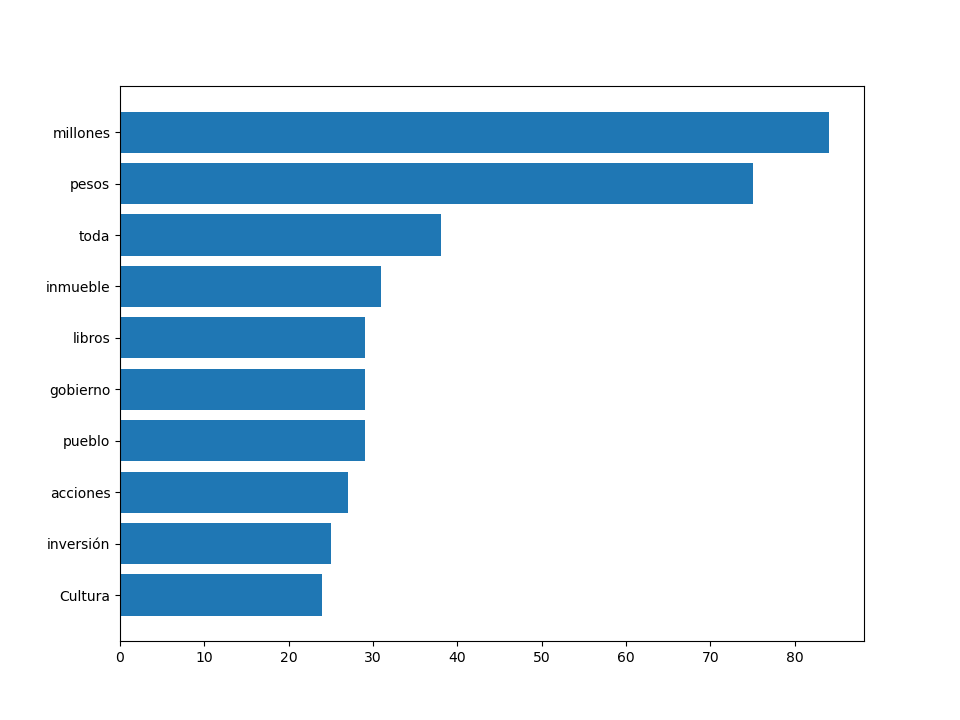 millones
pesos
toda
inmueble
libros
gobierno
pueblo
acciones
inversión
Cultura
0 10 20 30 40 50 60 70 80